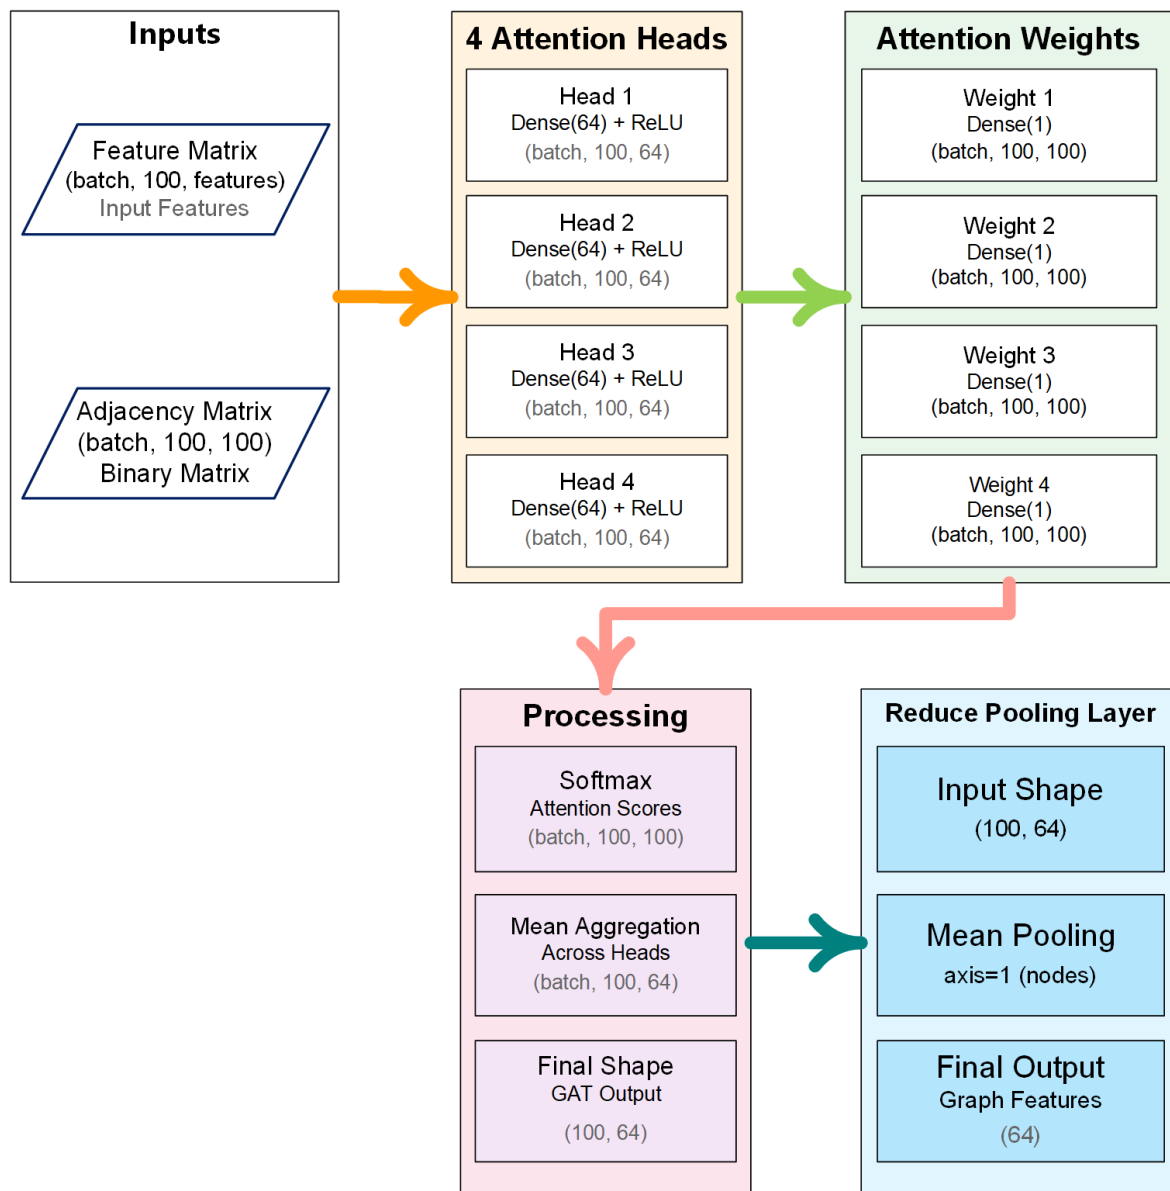 Inputs
Feature Matrix
(batch, 100, features)
Input Features
Adjacency Matrix
(batch, 100, 100)
Binary Matrix
4 Attention Heads
Head 1
Dense(64) + ReLU
(batch, 100, 64)
Head 2
Dense(64) + ReLU
(batch, 100, 64)
Head 3
Dense(64) + ReLU
(batch, 100, 64)
Head 4
Dense(64) + ReLU
(batch, 100, 64)
Attention Weights
Weight 1
Dense(1)
(batch, 100, 100)
Weight 2
Dense(1)
(batch, 100, 100)
Weight 3
Dense(1)
(batch, 100, 100)
Weight 4
Dense(1)
(batch, 100, 100)
Processing
Softmax
Attention Scores
(batch, 100, 100)
Mean Aggregation
Across Heads
(batch, 100, 64)
Final Shape
GAT Output
(100, 64)
Reduce Pooling Layer
Input Shape
(100, 64)
Mean Pooling
axis=1 (nodes)
Final Output
Graph Features
(64)